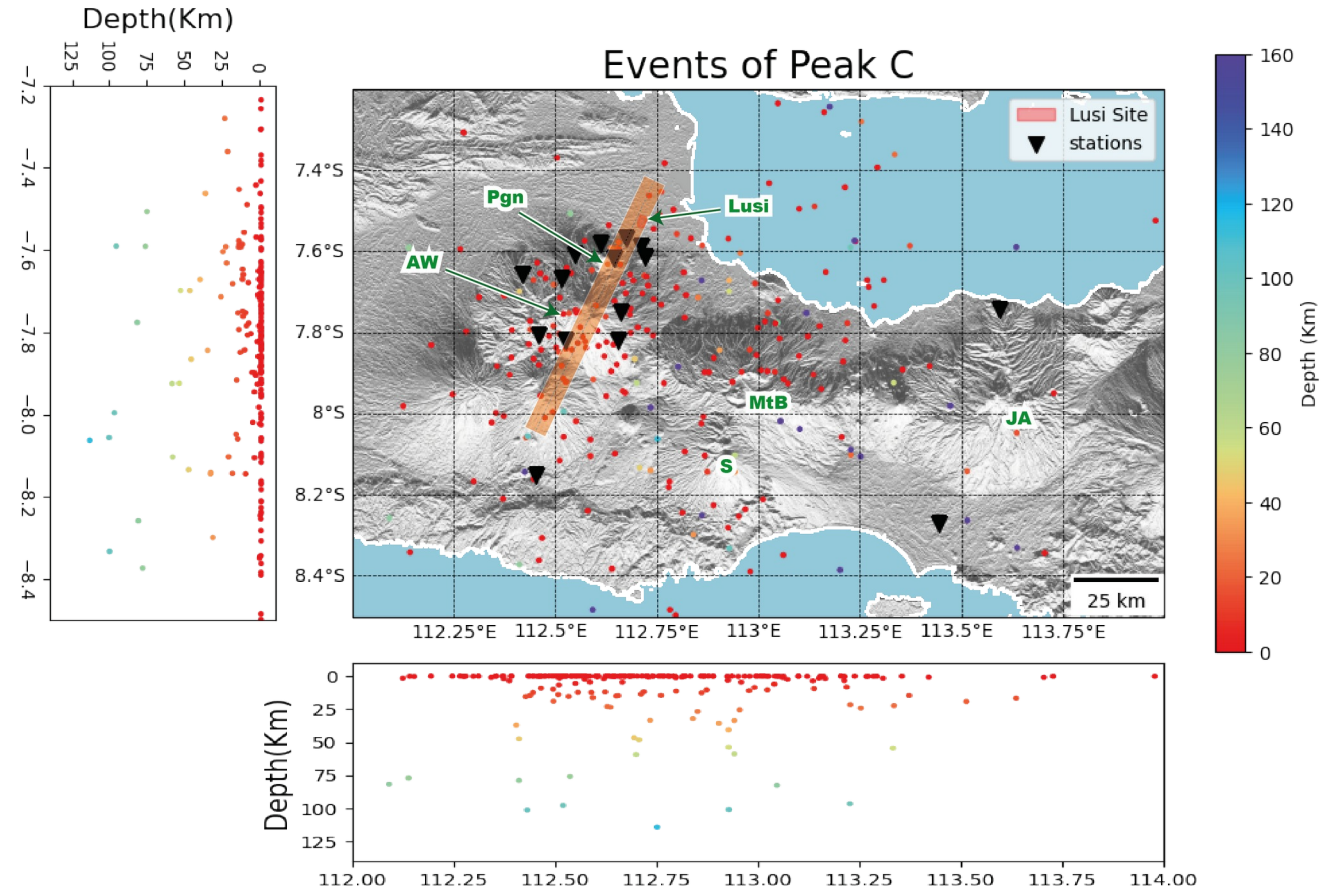 Depth(Km)
125 100 75 50 25 0
−7.2
−7.4
−7.6
−7.8
−8.0
−8.2
−8.4
Events of Peak C
Lusi Site
stations
7.4°S
7.6°S
7.8°S
8°S
8.2°S
8.4°S
Pgn
Lusi
AW
MtB
JA
S
25 km
112.25°E 112.5°E 112.75°E 113°E 113.25°E 113.5°E 113.75°E
160
140
120
100
80
60
40
20
0
Depth (Km)
Depth(Km)
0
25
50
75
100
125
112.00 112.25 112.50 112.75 113.00 113.25 113.50 113.75 114.00